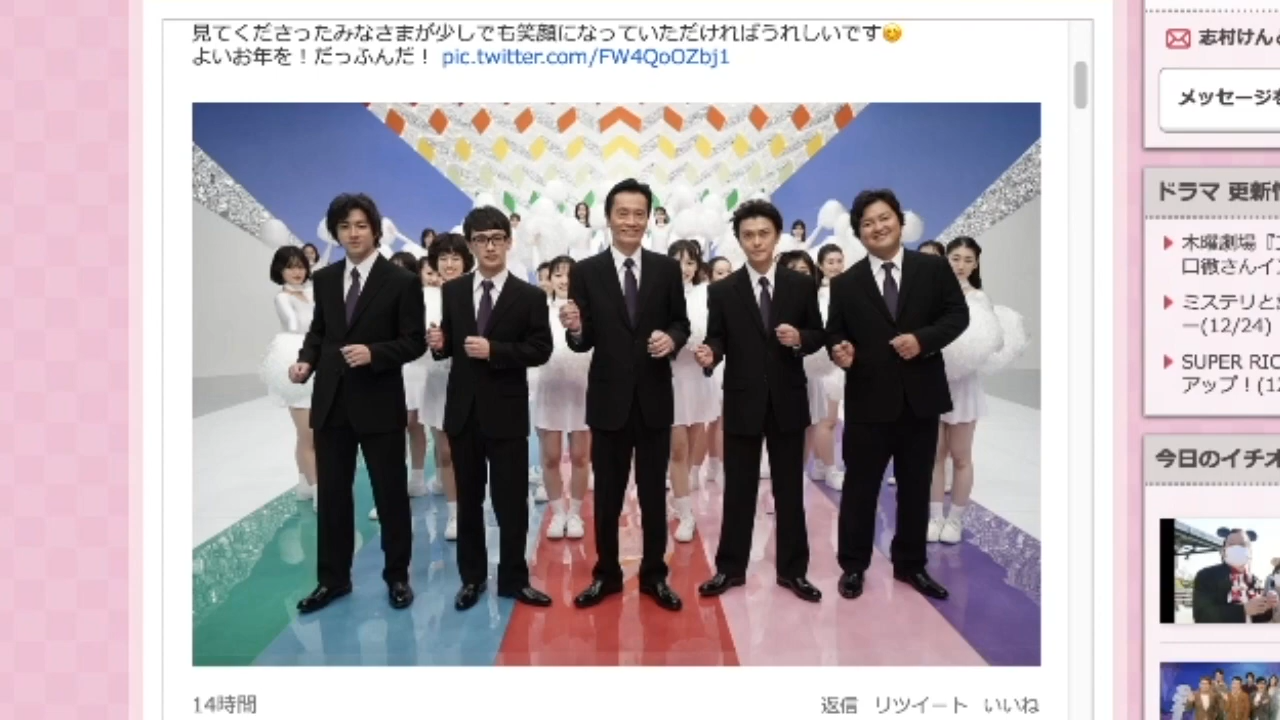 見てくださったみなさまが少しでも笑顔になっていただければうれしいです😊
よいお年を！だっふんだ！ pic.twitter.com/FW4QoOZbj1
14時間
返信 リツイート いいね
志村けん
メッセージを
ドラマ 更新
木曜劇場『
口微さんイ
ミステリと
ー(12/24)
SUPER RIC
アップ！(1
今日のイチオ